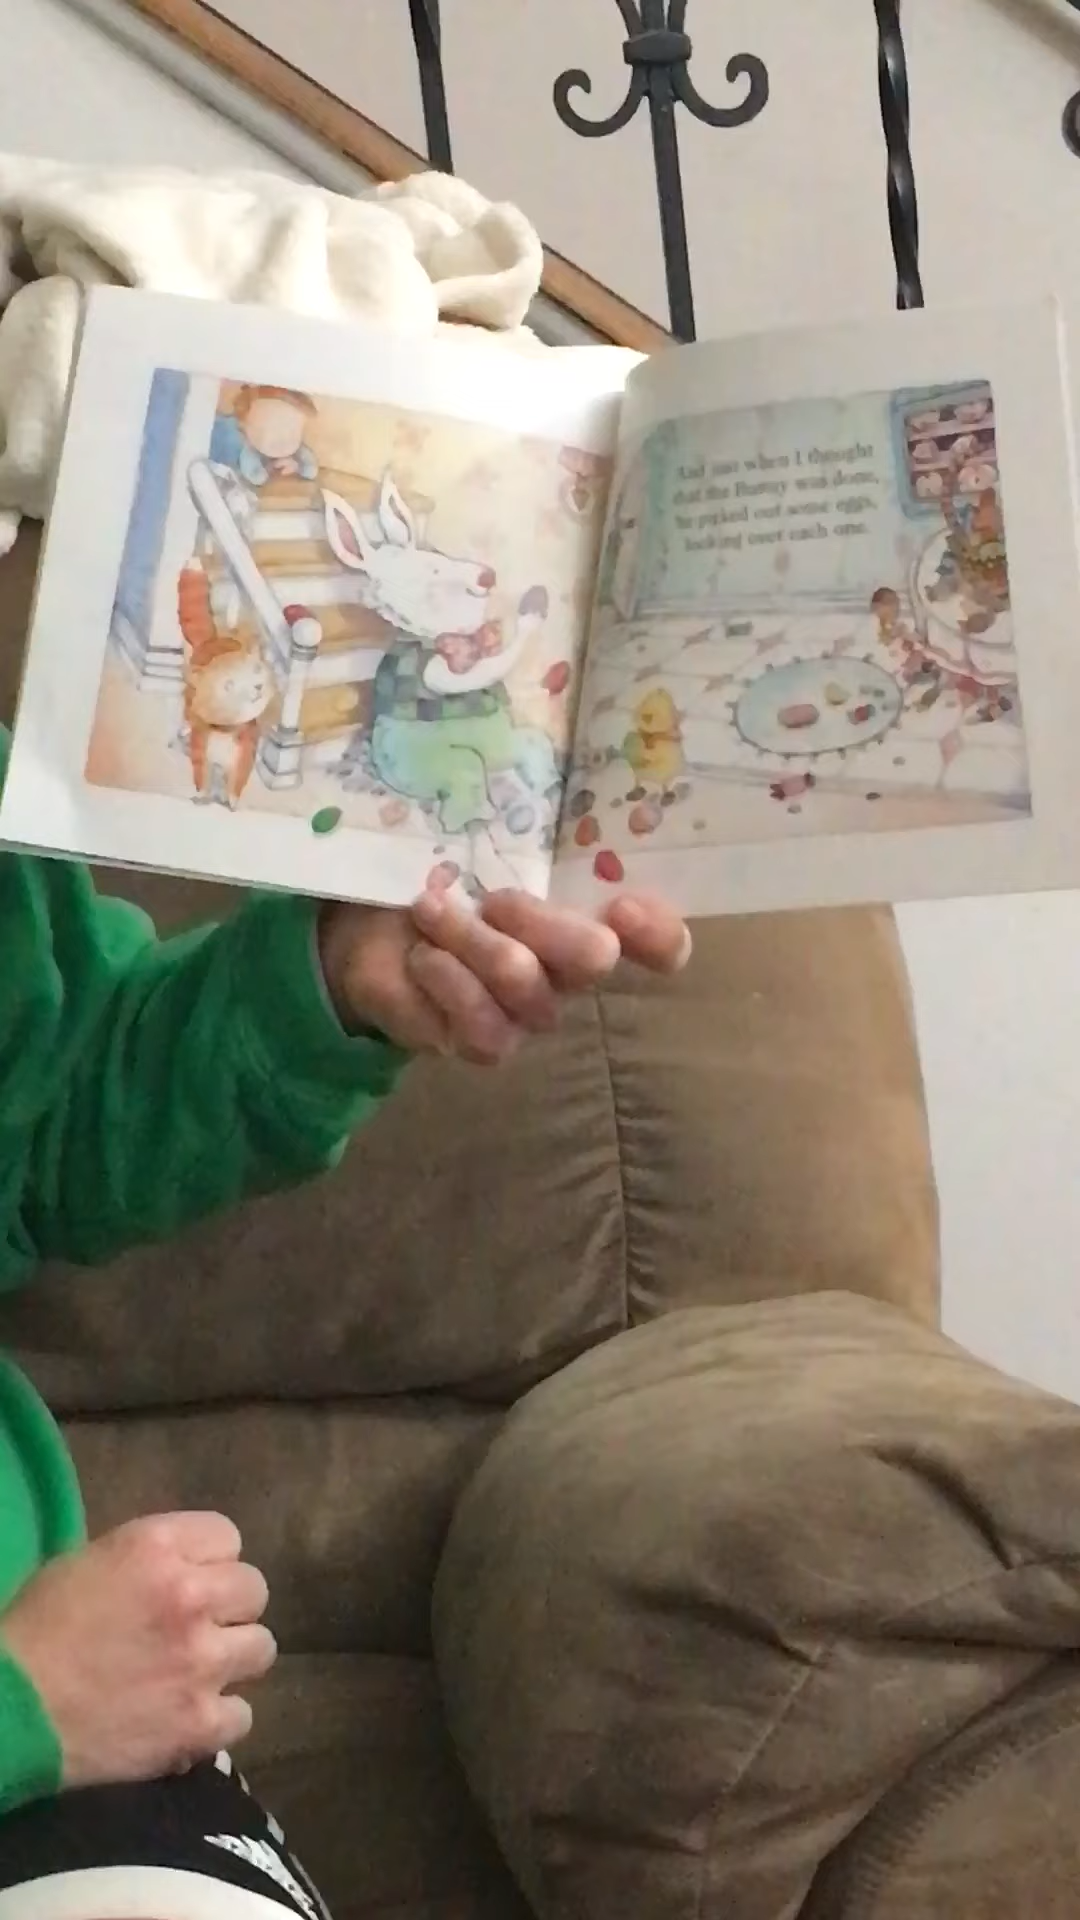 And just when I thought
that the Bunny was done,
he picked out some eggs,
looking over each one.